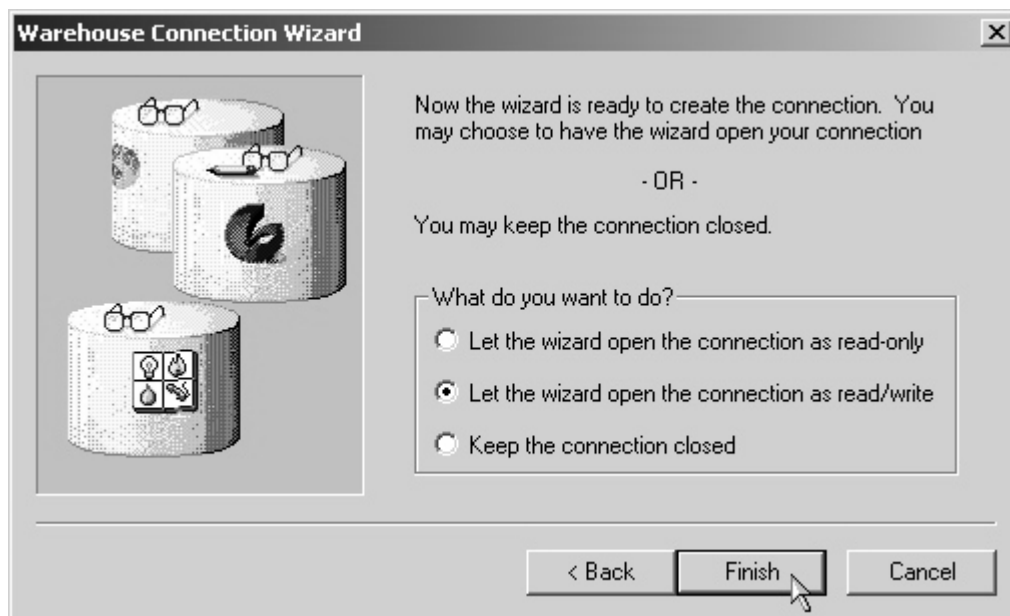 Warehouse Connection Wizard
Now the wizard is ready to create the connection. You
may choose to have the wizard open your connection
- OR -
You may keep the connection closed.
What do you want to do?
Let the wizard open the connection as read-only
Let the wizard open the connection as read/write
Keep the connection closed
< Back
Finish
Cancel